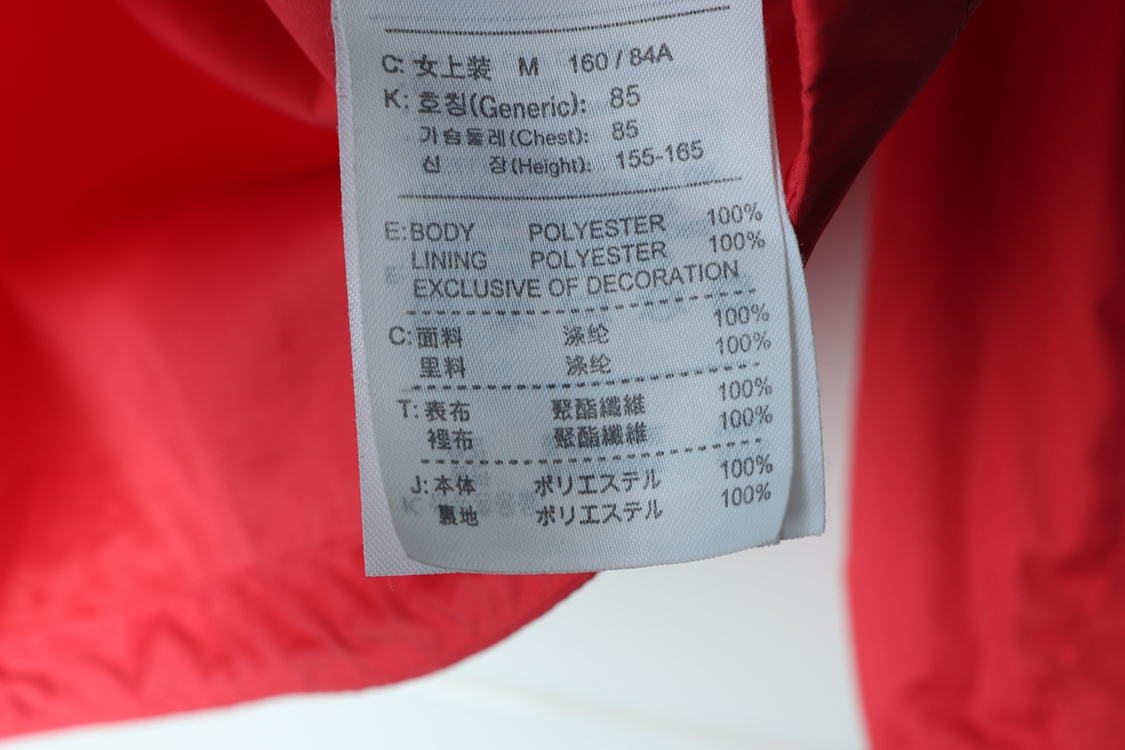 C: 女上装 M 160 / 84A
K: 호칭(Generic): 85
가슴둘레(Chest): 85
신 장(Height): 155-165
E: BODY POLYESTER 100%
LINING POLYESTER 100%
EXCLUSIVE OF DECORATION
C: 面料 涤纶 100%
里料 涤纶 100%
T: 表布 聚酯纖維 100%
裡布 聚酯纖維 100%
J: 本体 ポリエステル 100%
裏地 ポリエステル 100%